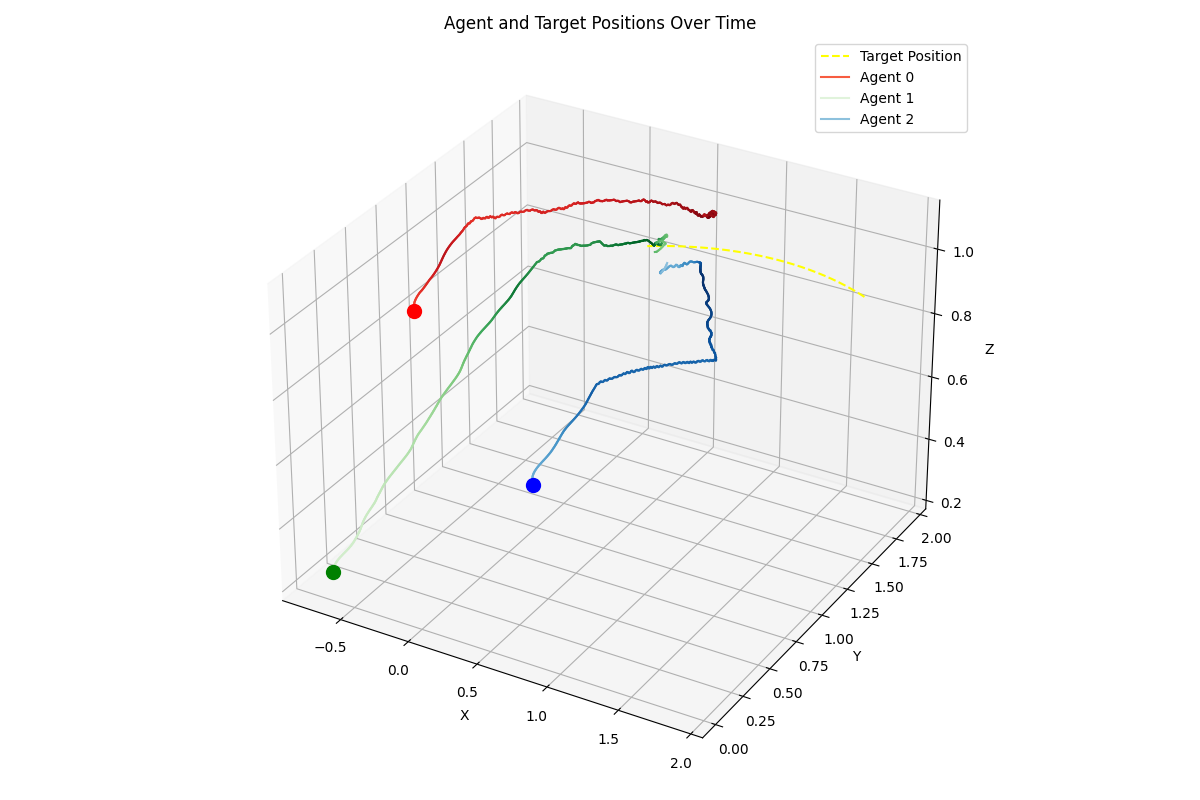 Agent and Target Positions Over Time
Target Position
Agent 0
Agent 1
Agent 2
1.0
0.8
Z
0.6
0.4
0.2
2.00
1.75
1.50
1.25
1.00
Y
0.75
0.50
0.25
0.00
−0.5
0.0
0.5
X
1.0
1.5
2.0